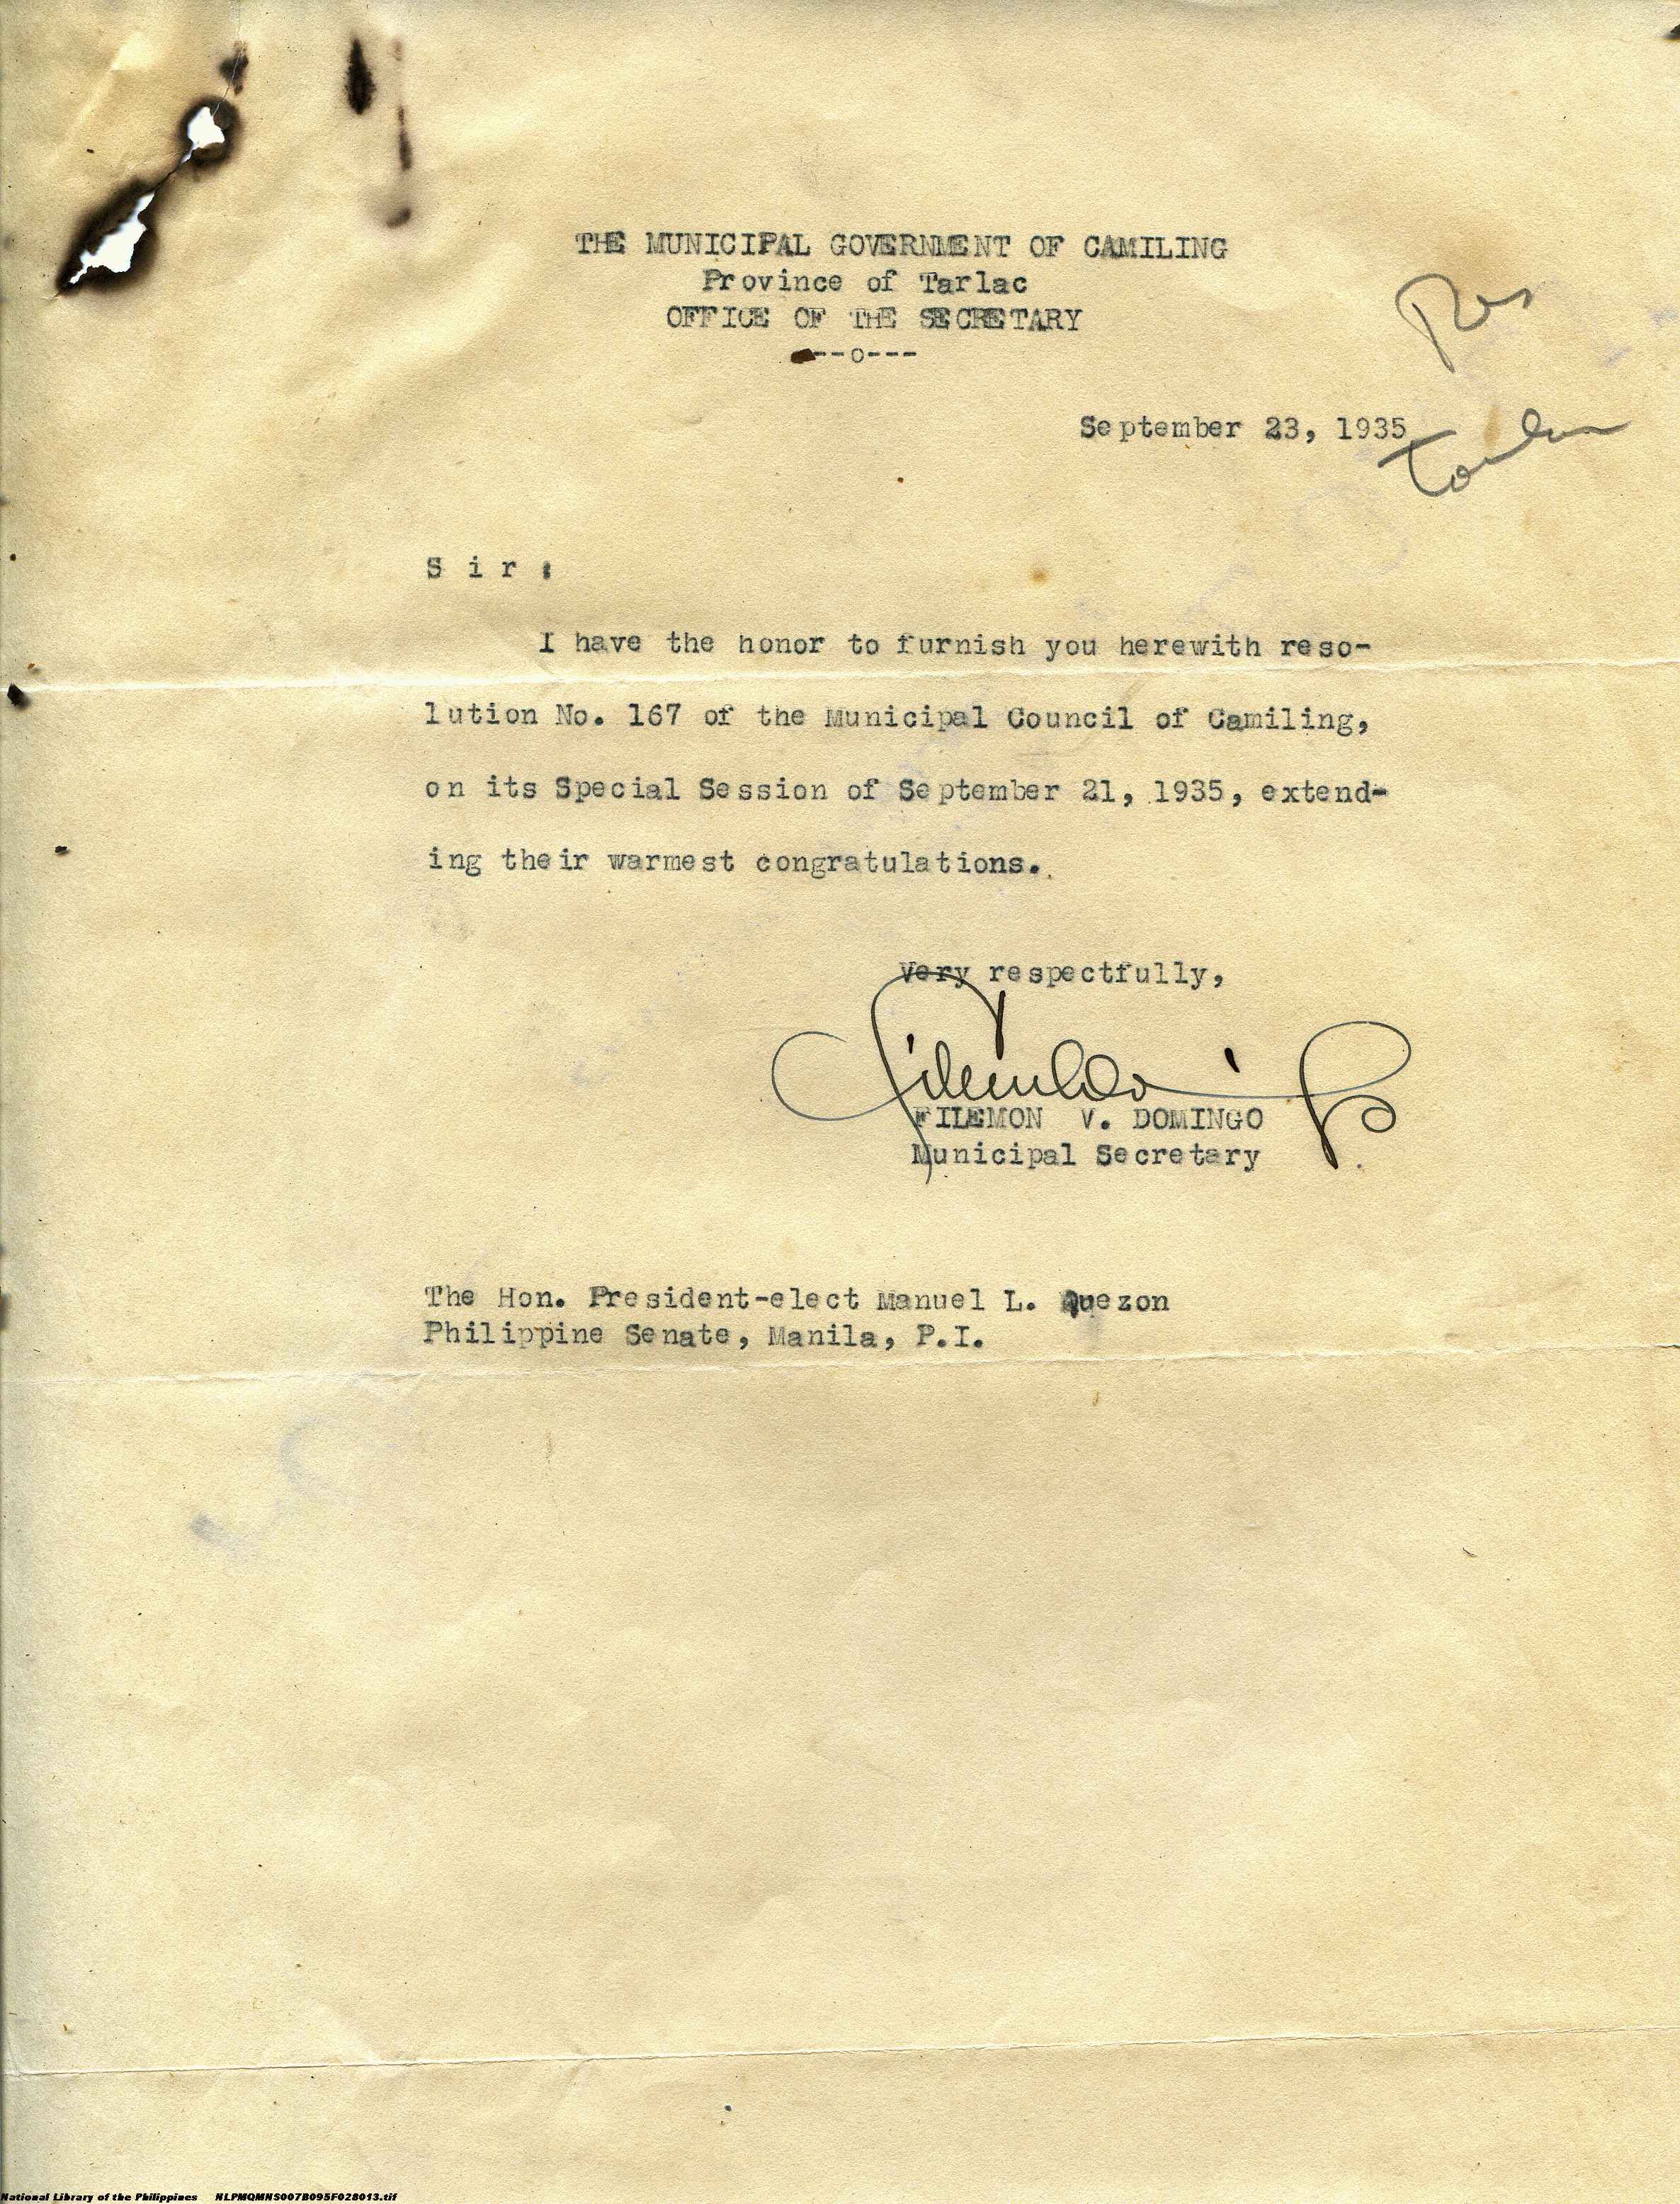 THE MUNICIPAL GOVERNMENT OF CAMILING
Province of Tarlac
OFFICE OF THE SECRETARY
---o---
September 23, 1935
S i r :
I have the honor to furnish you herewith reso-
lution No. 167 of the Municipal Council of Camiling,
on its Special Session of September 21, 1935, extend-
ing their warmest congratulations.
Very respectfully,
FILEMON V. DOMINGO
Municipal Secretary
The Hon. President-elect Manuel L. Quezon
Philippine Senate, Manila, P.I.
National Library of the Philippines NLPMQMNS007B095F028013.tif